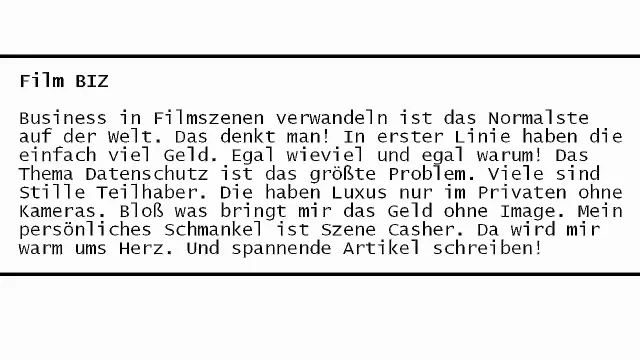 Film BIZ
Business in Filmszenen verwandeln ist das Normalste
auf der Welt. Das denkt man! In erster Linie haben die
einfach viel Geld. Egal wieviel und egal warum! Das
Thema Datenschutz ist das größte Problem. Viele sind
Stille Teilhaber. Die haben Luxus nur im Privaten ohne
Kameras. Bloß was bringt mir das Geld ohne Image. Mein
persönliches Schmankel ist Szene Casher. Da wird mir
warm ums Herz. Und spannende Artikel schreiben!